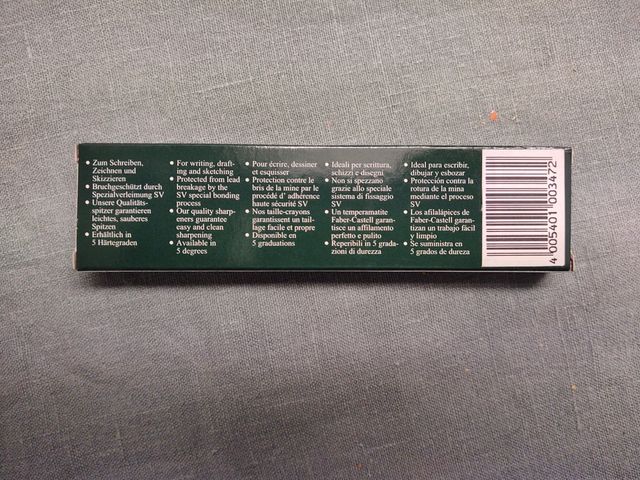 • Zum Schreiben,
Zeichnen und
Skizzieren
• Bruchgeschützt durch
Spezialverleimung SV
• Unsere Qualitäts-
spitzer garantieren
leichtes, sauberes
Spitzen
• Erhältlich in
5 Härtegraden
• For writing, draft-
ing and sketching
• Protected from lead
breakage by the
SV special bonding
process
• Our quality sharp-
eners guarantee
easy and clean
sharpening
• Available in
5 degrees
• Pour écrire, dessiner
et esquisser
• Protection contre le
bris de la mine par le
procédé d' adhérence
haute sécurité SV
• Nos taille-crayons
garantissent un tail-
lage facile et propre
• Disponible en
5 graduations
• Ideali per scrittura,
schizzi e disegni
• Non si spezzano
grazie allo speciale
sistema di fissaggio
SV
• Un temperamatite
Faber-Castell garan-
tisce un affilamento
perfetto e pulito
• Reperibili in 5 grada-
zioni di durezza
• Ideal para escribir,
dibujar y esbozar
• Protección contra la
rotura de la mina
mediante el proceso
SV
• Los afilalápices de
Faber-Castell garan-
tizan un trabajo fácil
y limpio
• Se suministra en
5 grados de dureza
4 005401 003472